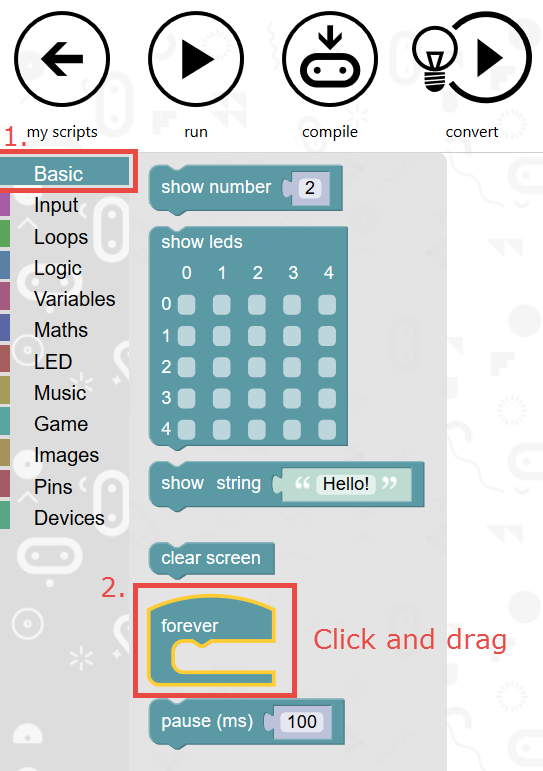 my scripts run compile convert
1.
Basic
Input
Loops
Logic
Variables
Maths
LED
Music
Game
Images
Pins
Devices
show number 2
show leds
0 1 2 3 4
0
1
2
3
4
show string “ Hello! ”
clear screen
2.
forever
Click and drag
pause (ms) 100